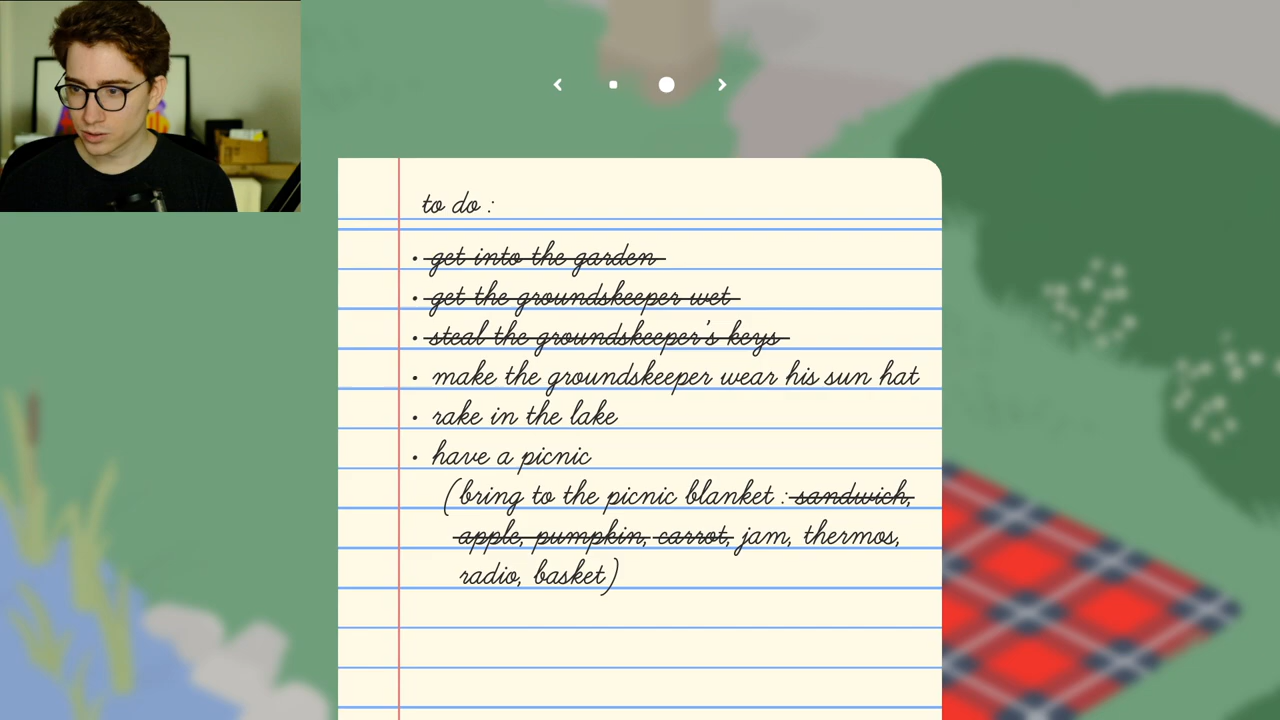 to do :
• get into the garden
• get the groundskeeper wet
• steal the groundskeeper's keys
• make the groundskeeper wear his sun hat
• rake in the lake
• have a picnic
(bring to the picnic blanket : sandwich,
apple, pumpkin, carrot, jam, thermos,
radio, basket)